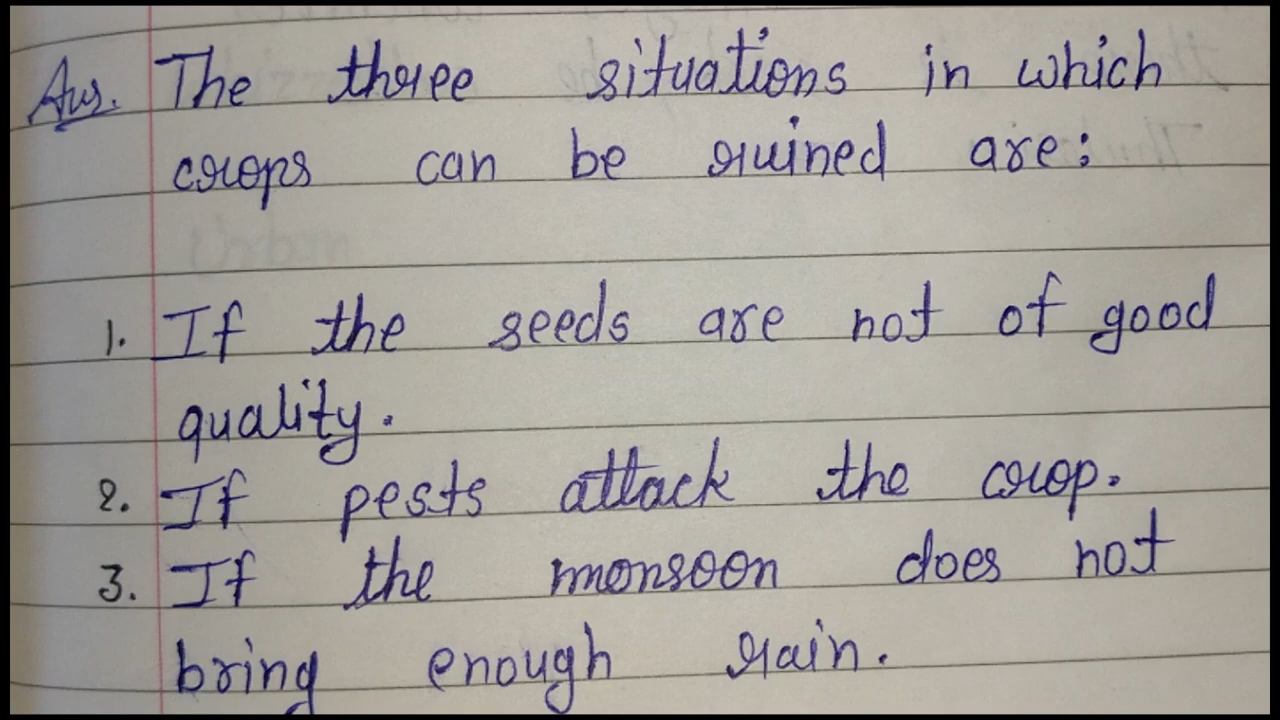 Ans. The three situations in which
crops can be ruined are:
1. If the seeds are not of good
quality.
2. If pests attack the crop.
3. If the monsoon does not
bring enough rain.